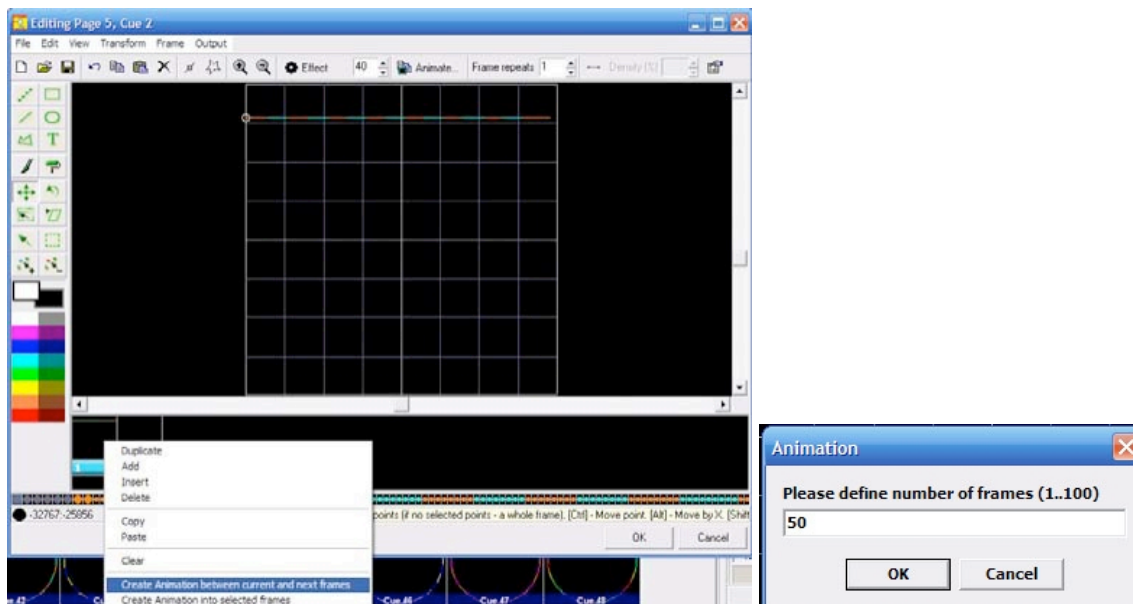 Editing Page 5, Cue 2
File Edit View Transform Frame Output
Effect 40 Animate... Frame repeats 1 Density (%)
T
1
Duplicate
Add
Insert
Delete
-32767:-25856 points (if no selected points - a whole frame). [Ctrl] - Move point. [Alt] - Move by X. [Shift
Copy
Paste
OK Cancel
Clear
Create Animation between current and next frames
Create Animation into selected frames
Cue 46 Cue 47 Cue 48
Animation
Please define number of frames (1..100)
50
OK Cancel